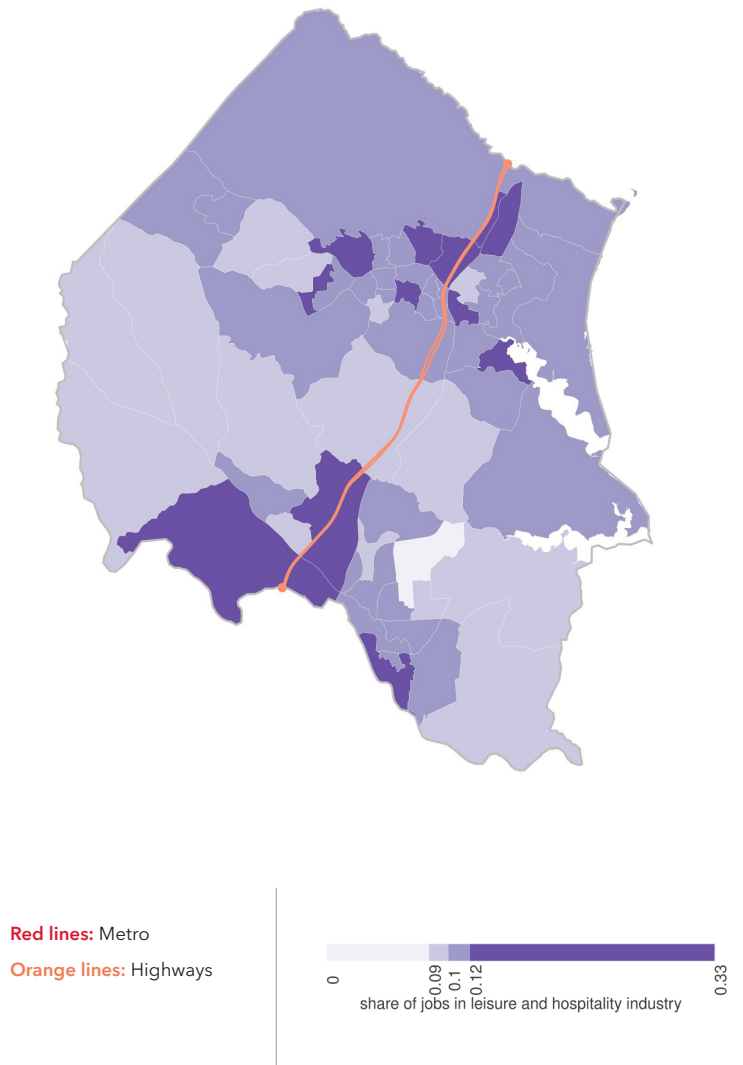 Red lines: Metro
Orange lines: Highways
0
0.09
0.1
0.12
0.33
share of jobs in leisure and hospitality industry